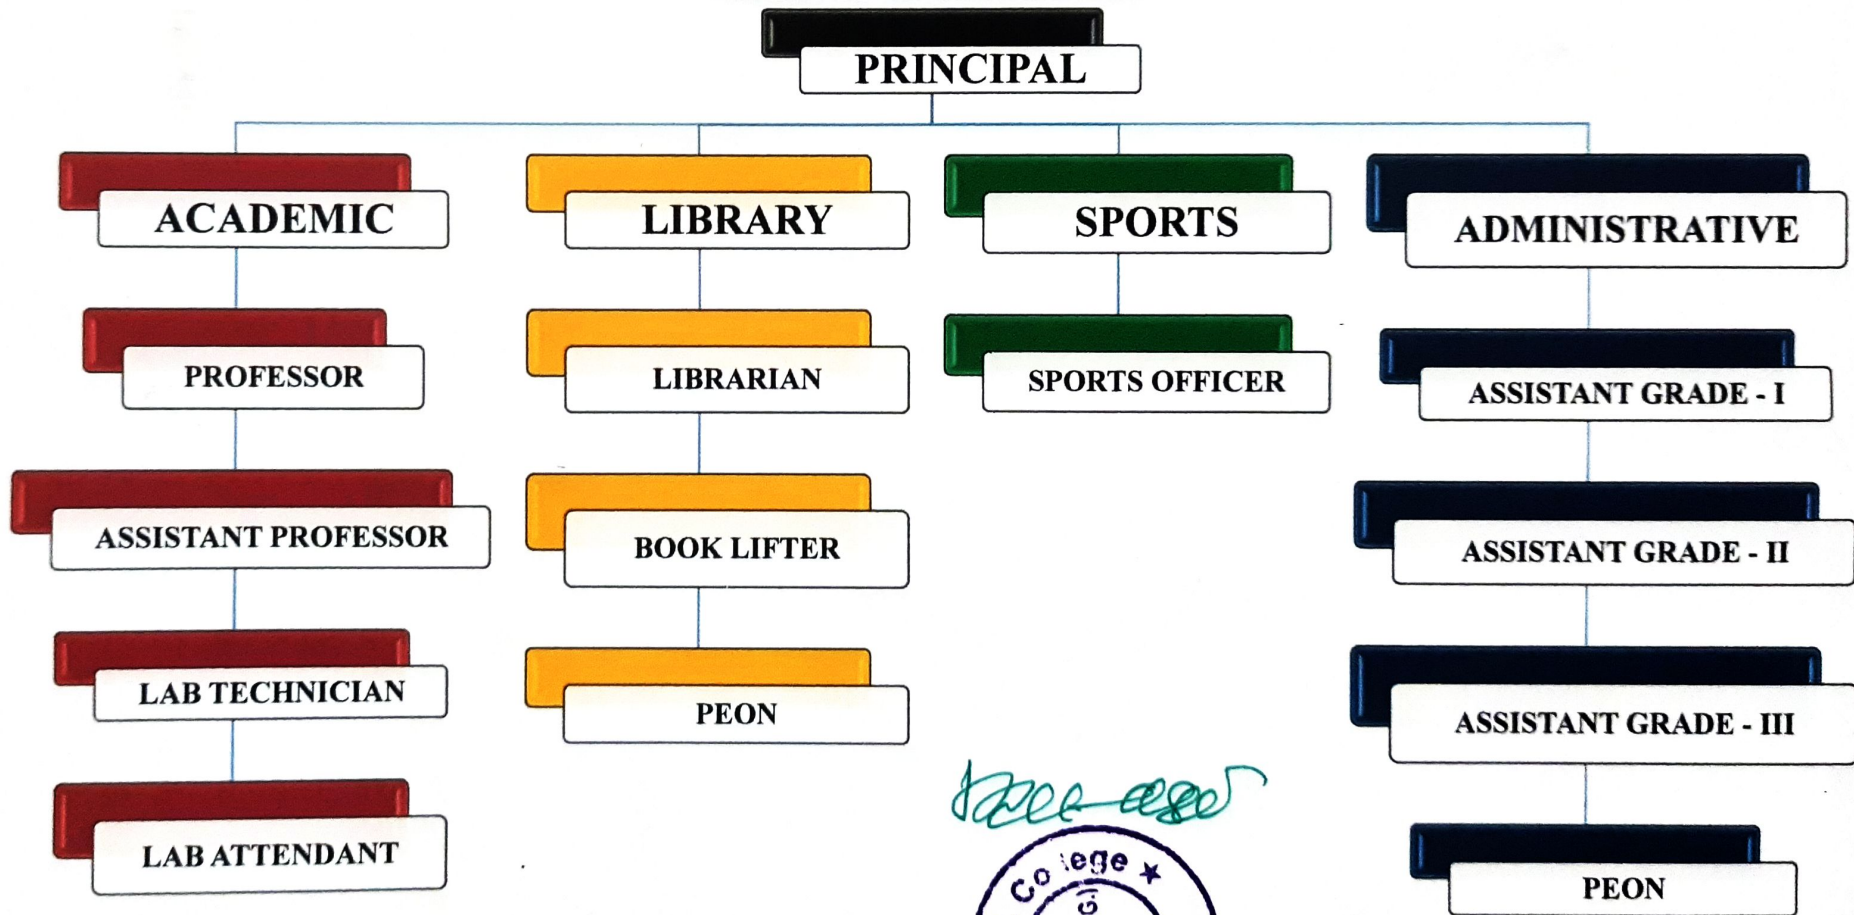 PRINCIPAL
ACADEMIC
LIBRARY
SPORTS
ADMINISTRATIVE
PROFESSOR
LIBRARIAN
SPORTS OFFICER
ASSISTANT GRADE - I
ASSISTANT PROFESSOR
BOOK LIFTER
ASSISTANT GRADE - II
LAB TECHNICIAN
PEON
ASSISTANT GRADE - III
LAB ATTENDANT
PEON
College ★